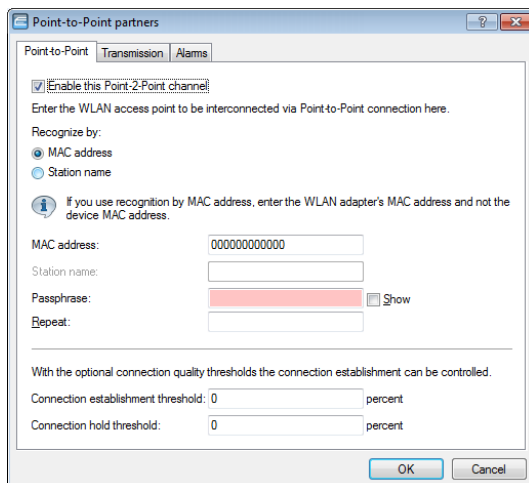 Point-to-Point partners
Point-to-Point Transmission Alarms
Enable this Point-2-Point channel
Enter the WLAN access point to be interconnected via Point-to-Point connection here.
Recognize by:
MAC address
Station name
If you use recognition by MAC address, enter the WLAN adapter's MAC address and not the
device MAC address.
MAC address: 000000000000
Station name:
Passphrase: Show
Repeat:
With the optional connection quality thresholds the connection establishment can be controlled.
Connection establishment threshold: 0 percent
Connection hold threshold: 0 percent
OK Cancel